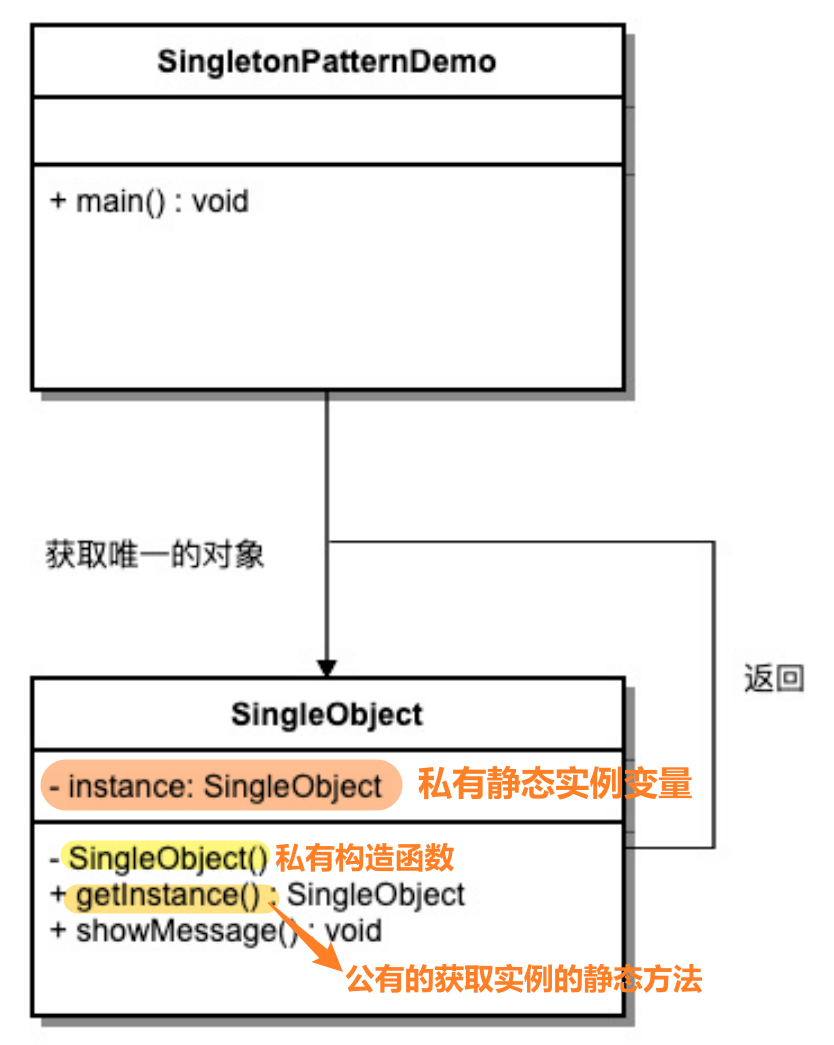 SingletonPatternDemo
+ main() : void
获取唯一的对象
返回
SingleObject
- instance: SingleObject 私有静态实例变量
- SingleObject() 私有构造函数
+ getInstance() : SingleObject
+ showMessage() : void
公有的获取实例的静态方法